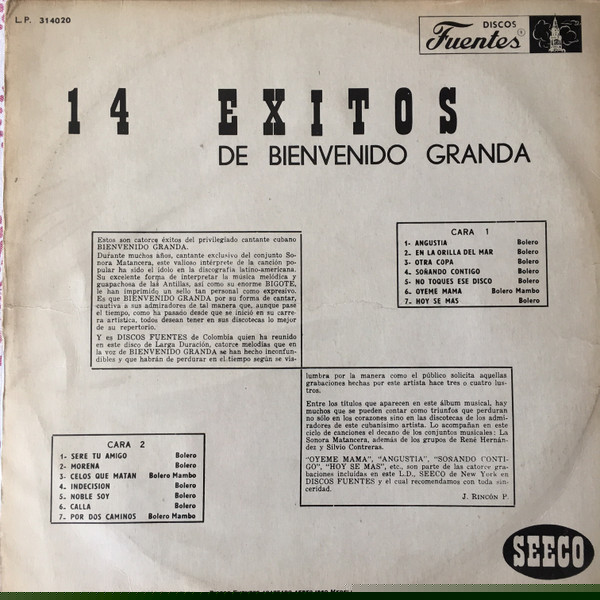 L.P. 314020
DISCOS
Fuentes
14 EXITOS
DE BIENVENIDO GRANDA
Estos son catorce éxitos del privilegiado cantante cubano
BIENVENIDO GRANDA.
Durante muchos años, cantante exclusivo del conjunto So-
nora Matancera, este valioso intérprete de la canción po-
pular ha sido el ídolo en la discografía latino-americana.
Su excelente forma de interpretar la música melódica y
guapachosa de las Antillas, así como su enorme BIGOTE,
le han imprimido un sello tan personal como expresivo.
Es que BIENVENIDO GRANDA por su forma de cantar,
cautiva a sus admiradores de tal manera que, aunque pase
el tiempo, como ha pasado desde que se inició en su carre-
ra artística, todos desean tener en sus discotecas lo mejor
de su repertorio.
Y es DISCOS FUENTES de Colombia quien ha reunido
en este disco de Larga Duración, catorce melodías que en
la voz de BIENVENIDO GRANDA se han hecho inconfun-
dibles y que habrán de perdurar en el tiempo según se vis-
CARA 1
1- ANGUSTIA Bolero
2- EN LA ORILLA DEL MAR Bolero
3- OTRA COPA Bolero
4- SOÑANDO CONTIGO Bolero
5- NO TOQUES ESE DISCO Bolero
6- OYEME MAMA Bolero Mambo
7- HOY SE MAS Bolero
lumbra por la manera como el público solicita aquellas
grabaciones hechas por este artista hace tres o cuatro lus-
tros.
Entre los títulos que aparecen en este álbum musical, hay
muchos que se pueden contar como triunfos que perduran
no sólo en los corazones sino en las discotecas de los admi-
radores de este cubanísimo artista. Lo acompañan en este
ciclo de canciones el decano de los conjuntos musicales: La
Sonora Matancera, además de los grupos de René Hernán-
dez y Silvio Contreras.
"OYEME MAMA", "ANGUSTIA", "SOÑANDO CONTI-
GO", "HOY SE MAS", etc., son parte de las catorce gra-
baciones incluidas en este L.D., SEECO de New York en
DISCOS FUENTES y el cual recomendamos con toda sin-
ceridad.
J. RINCÓN P.
CARA 2
1- SERE TU AMIGO Bolero
2- MORENA Bolero
3- CELOS QUE MATAN Bolero Mambo
4- INDECISION Bolero
5- NOBLE SOY Bolero
6- CALLA Bolero
7- POR DOS CAMINOS Bolero Mambo
SEECO